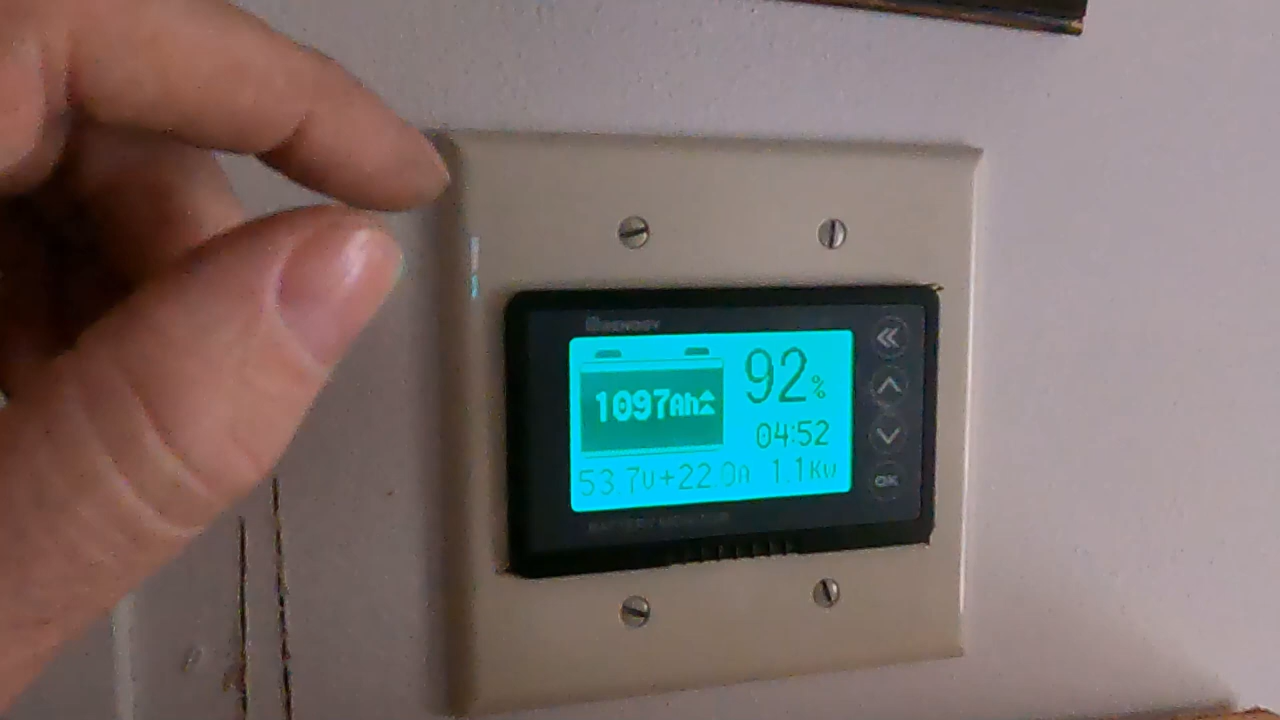 RENOGY
1097Ah
92%
04:52
53.7V+22.0A 1.1Kw
OK
BATTERY MONITOR